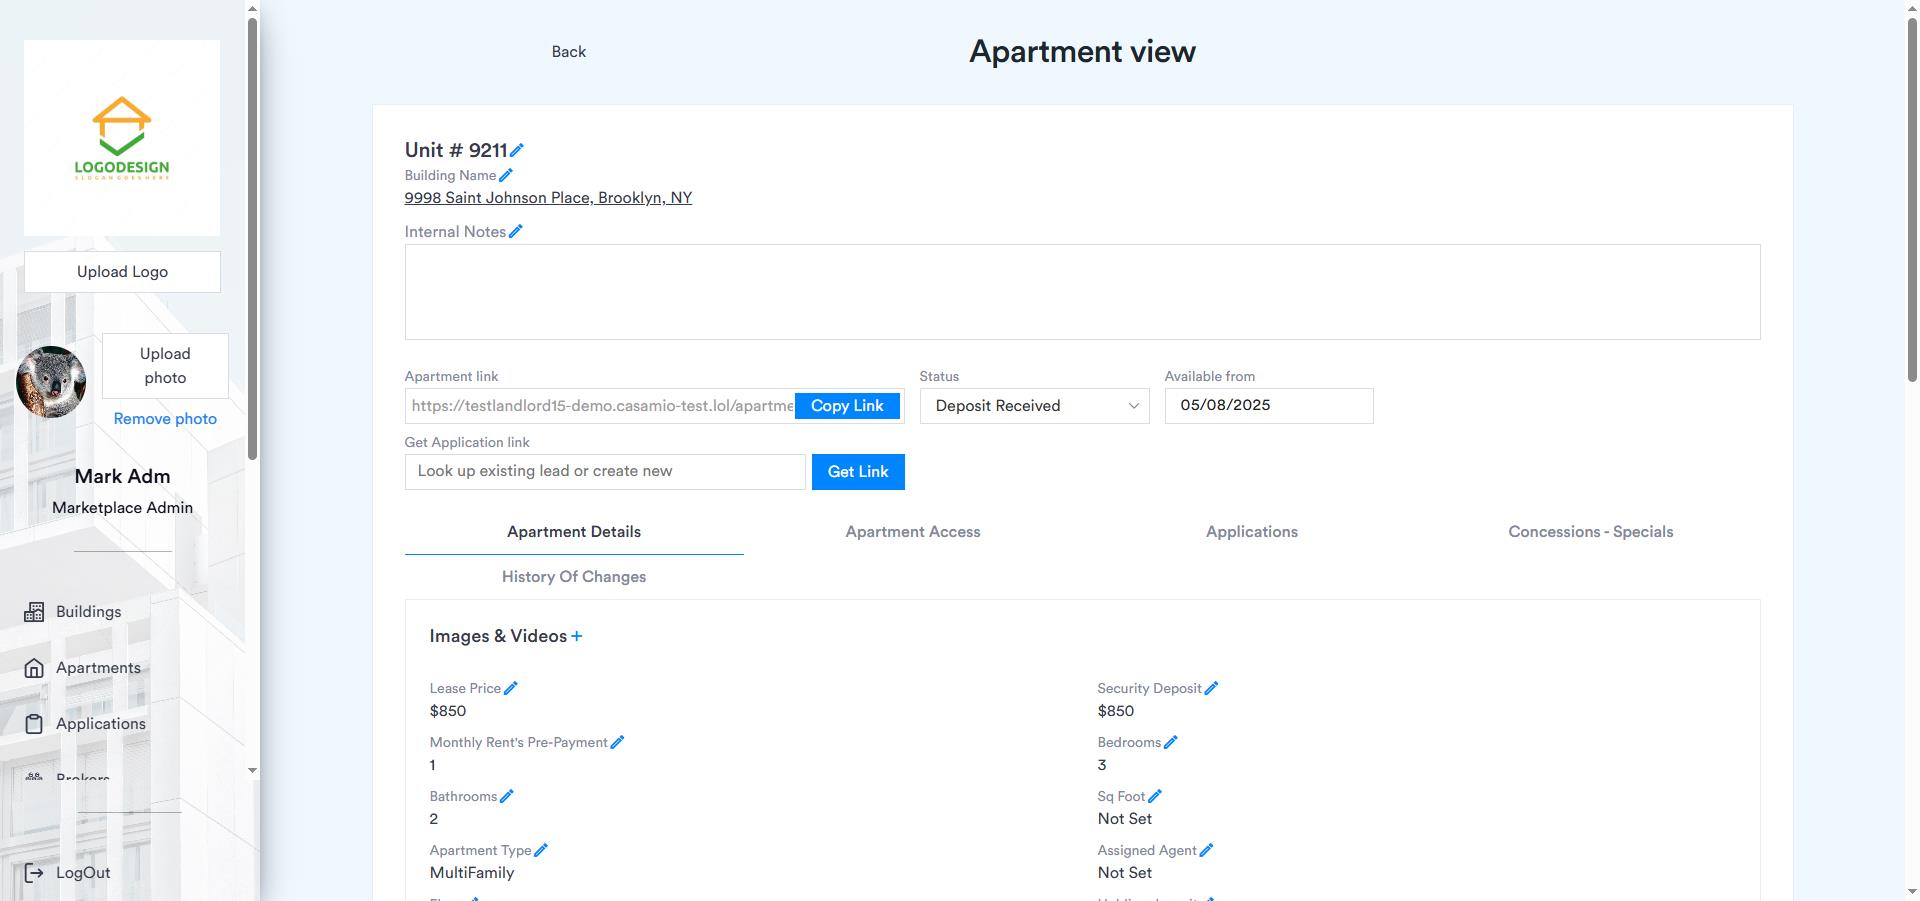 LOGODESIGN
SLOGAN GOES HERE
Upload Logo
Upload
photo
Remove photo
Mark Adm
Marketplace Admin
Buildings
Apartments
Applications
Brokers
LogOut
Back
Apartment view
Unit # 9211
Building Name
9998 Saint Johnson Place, Brooklyn, NY
Internal Notes
Apartment link
https://testlandlord15-demo.casamio-test.lol/apartme
Copy Link
Status
Deposit Received
Available from
05/08/2025
Get Application link
Look up existing lead or create new
Get Link
Apartment Details
Apartment Access
Applications
Concessions - Specials
History Of Changes
Images & Videos +
Lease Price
$850
Security Deposit
$850
Monthly Rent's Pre-Payment
1
Bedrooms
3
Bathrooms
2
Sq Foot
Not Set
Apartment Type
MultiFamily
Assigned Agent
Not Set